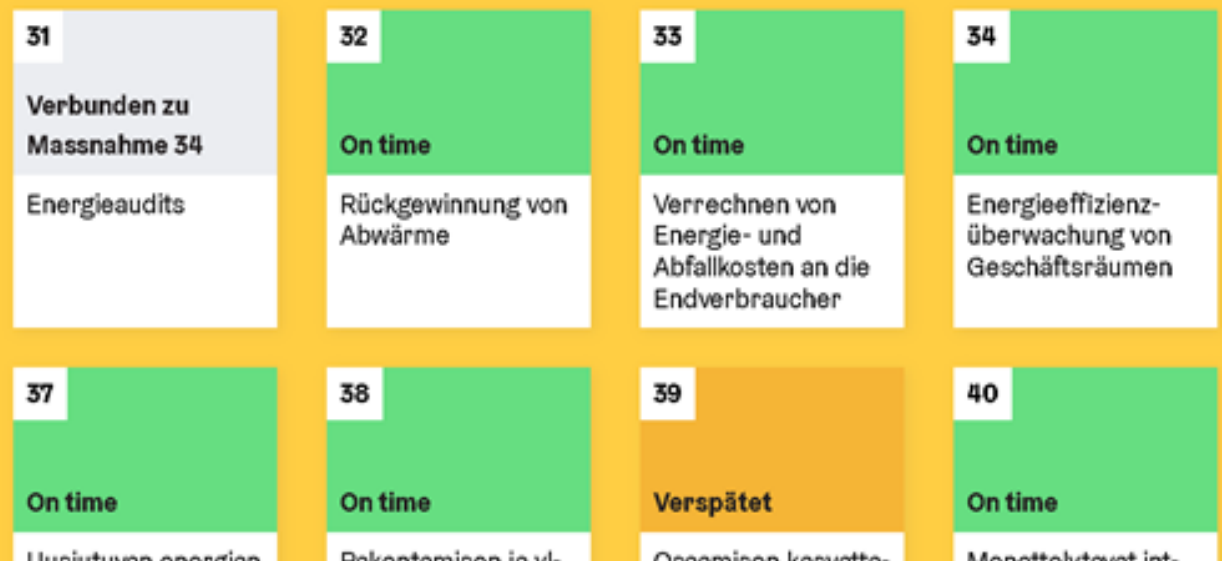 31
Verbunden zu
Massnahme 34
Energieaudits
32
On time
Rückgewinnung von
Abwärme
33
On time
Verrechnen von
Energie- und
Abfallkosten an die
Endverbraucher
34
On time
Energieeffizienz-
überwachung von
Geschäftsräumen
37
On time
38
On time
39
Verspätet
40
On time